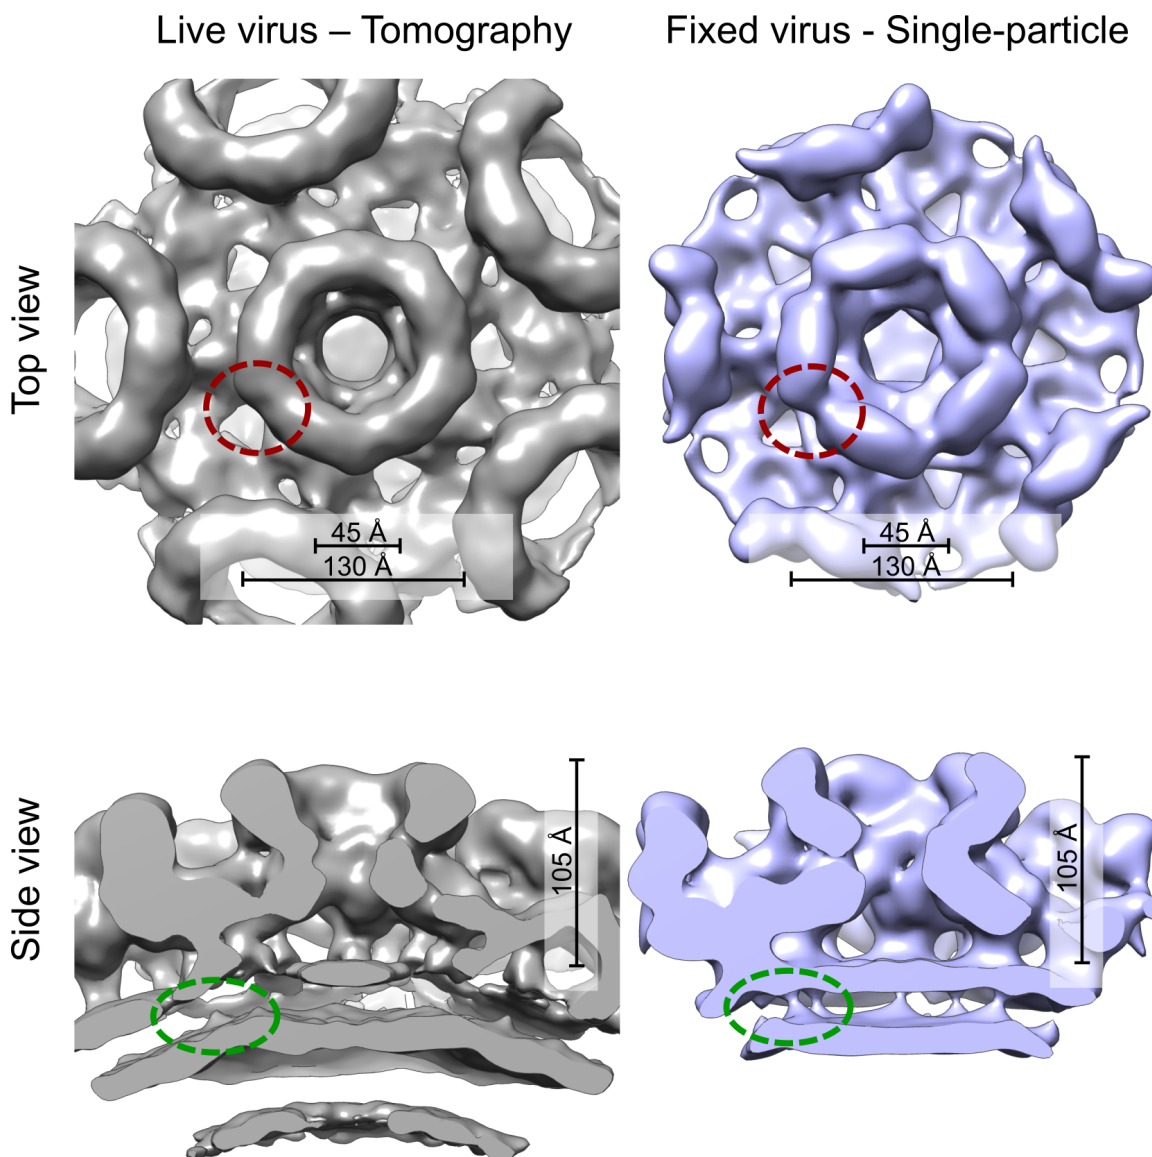 Live virus – Tomography
Fixed virus - Single-particle
Top view
45 Å
130 Å
45 Å
130 Å
Side view
105 Å
105 Å